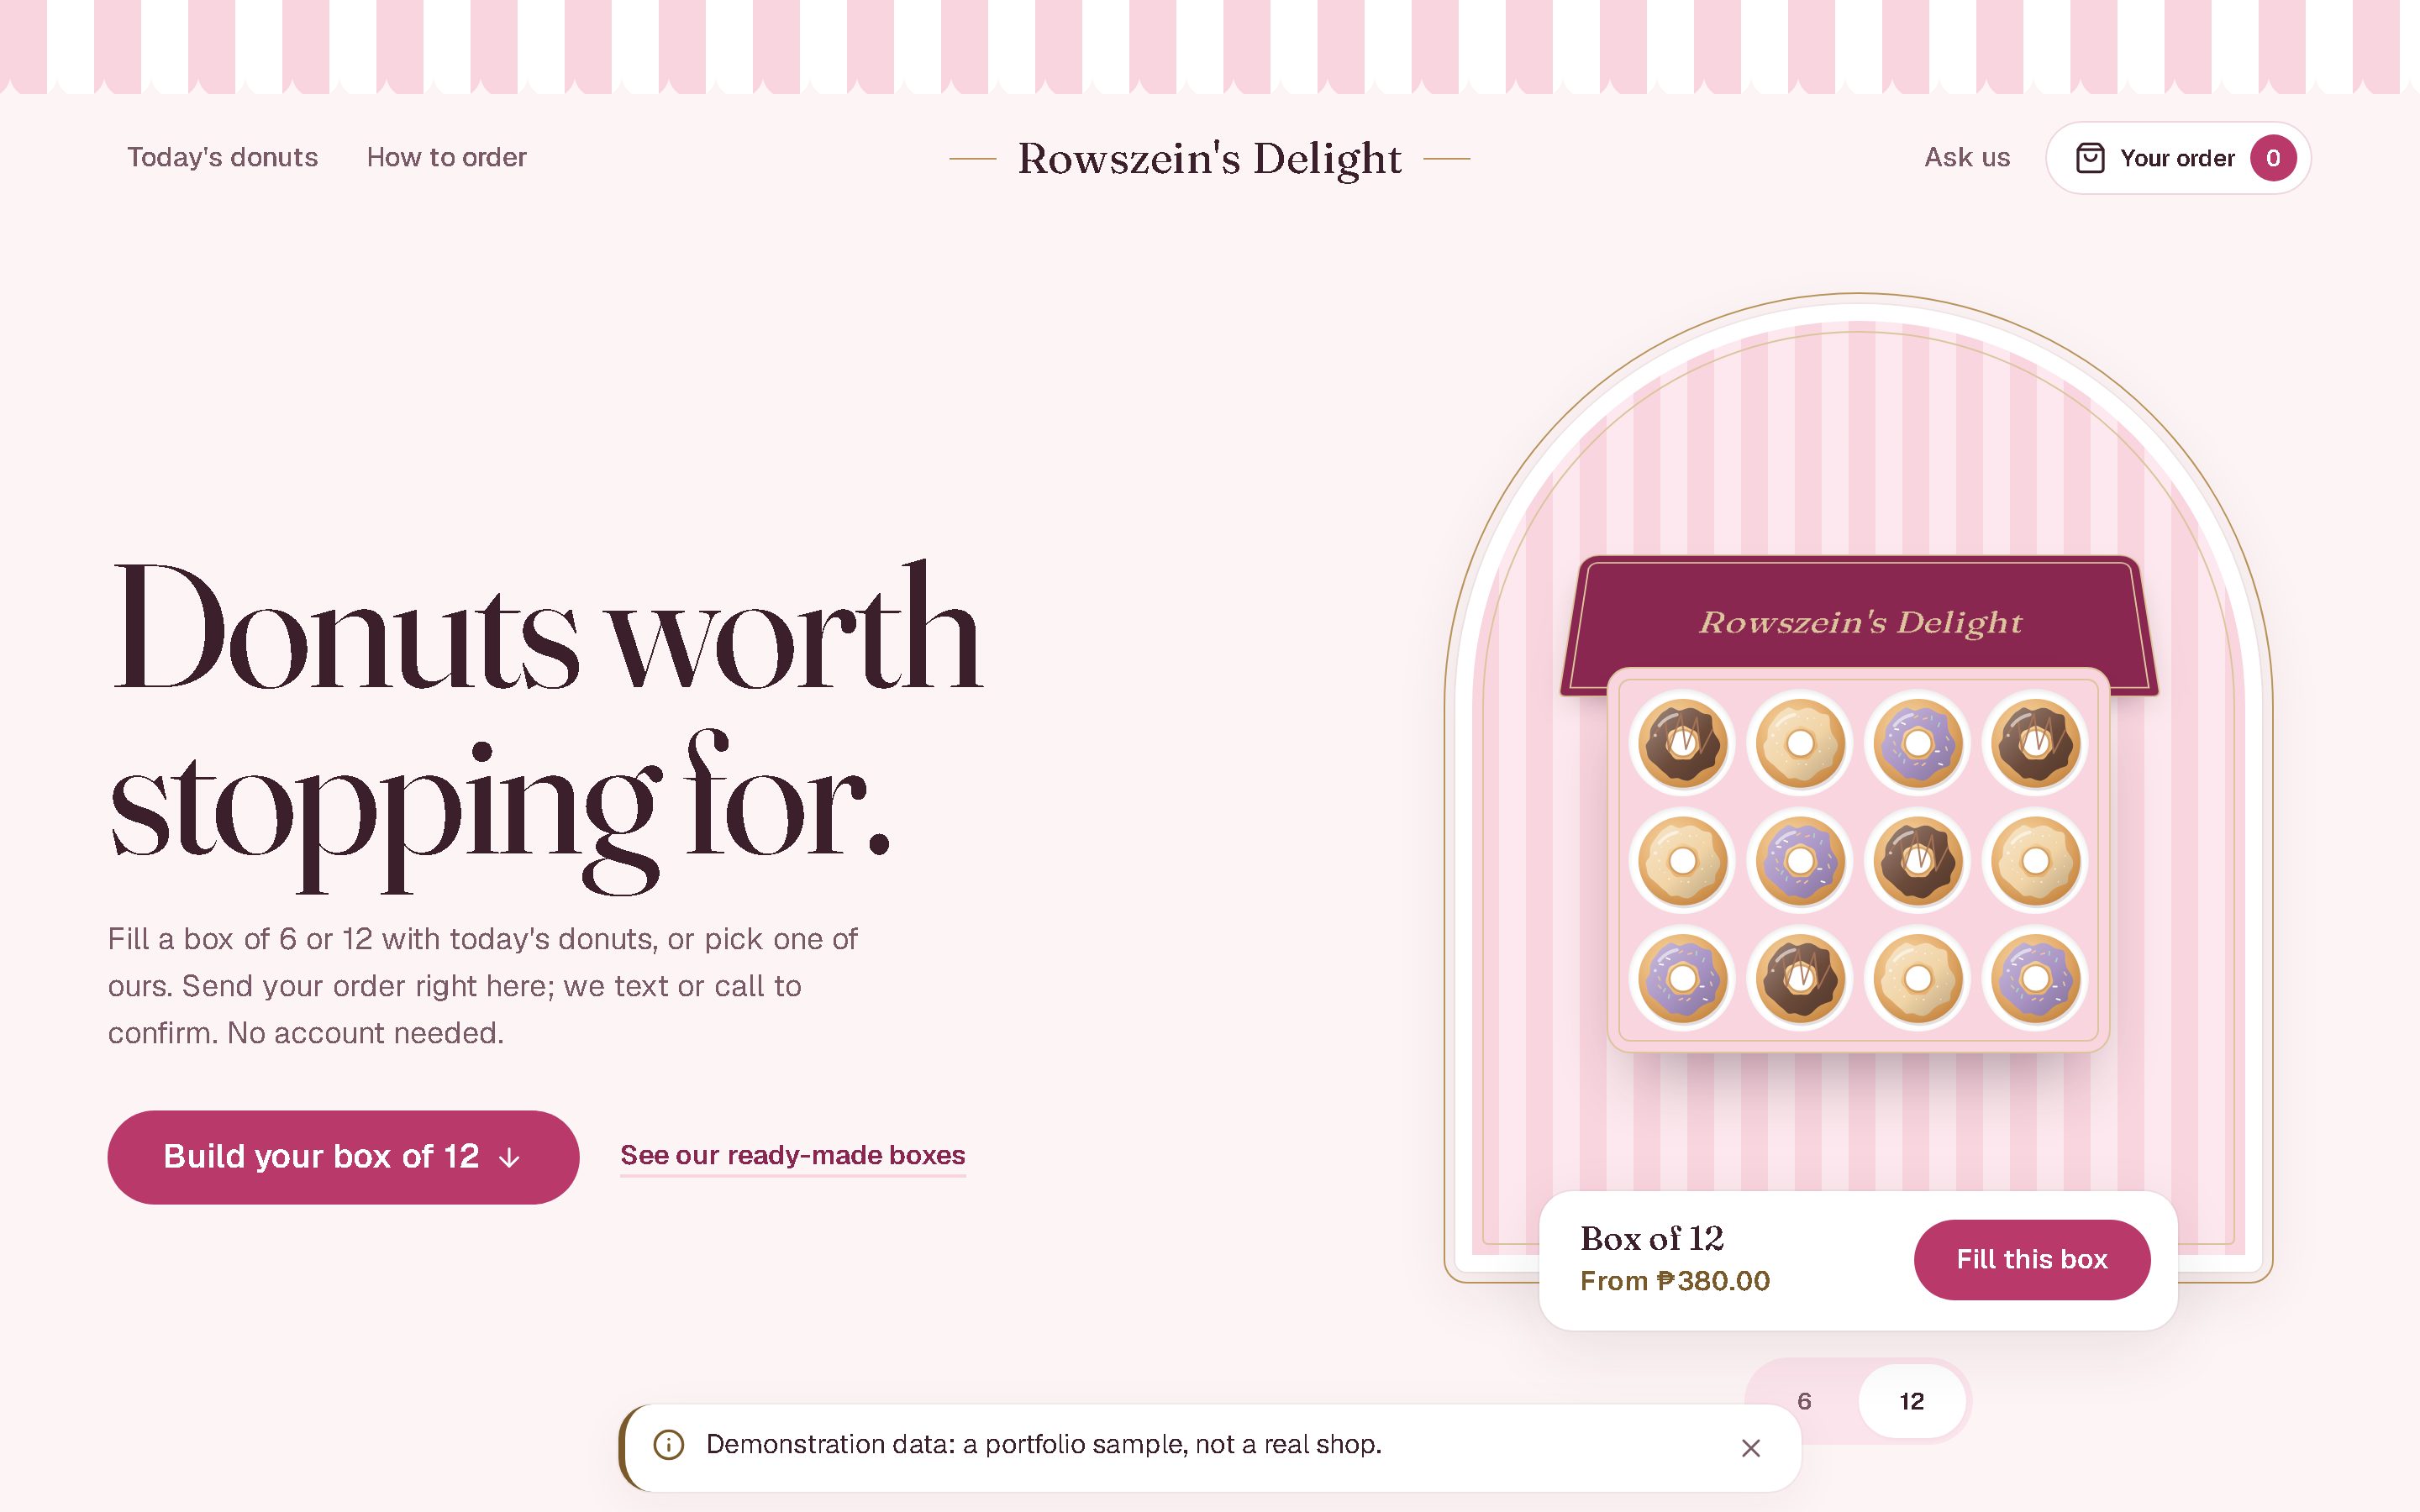 Today's donuts
How to order
Rowszein's Delight
Ask us
Your order
0
Donuts worth
stopping for.
Fill a box of 6 or 12 with today's donuts, or pick one of
ours. Send your order right here; we text or call to
confirm. No account needed.
Build your box of 12 ↓
See our ready-made boxes
Rowszein's Delight
Box of 12
From ₱380.00
Fill this box
6
12
Demonstration data: a portfolio sample, not a real shop.